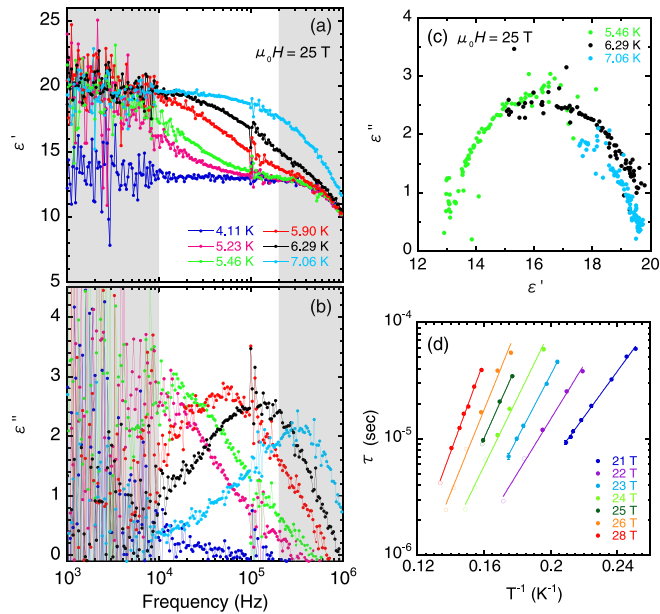 (a)
μ₀H = 25 T
25
20
15
10
5
ε'
4.11 K
5.23 K
5.46 K
5.90 K
6.29 K
7.06 K
(b)
4
3
2
1
0
ε''
10³
10⁴
10⁵
10⁶
Frequency (Hz)
(c)
μ₀H = 25 T
5.46 K
6.29 K
7.06 K
4
3
2
1
0
ε''
12
14
16
18
20
ε'
(d)
10⁻⁴
10⁻⁵
10⁻⁶
τ (sec)
21 T
22 T
23 T
24 T
25 T
26 T
28 T
0.12
0.16
0.2
0.24
T⁻¹ (K⁻¹)